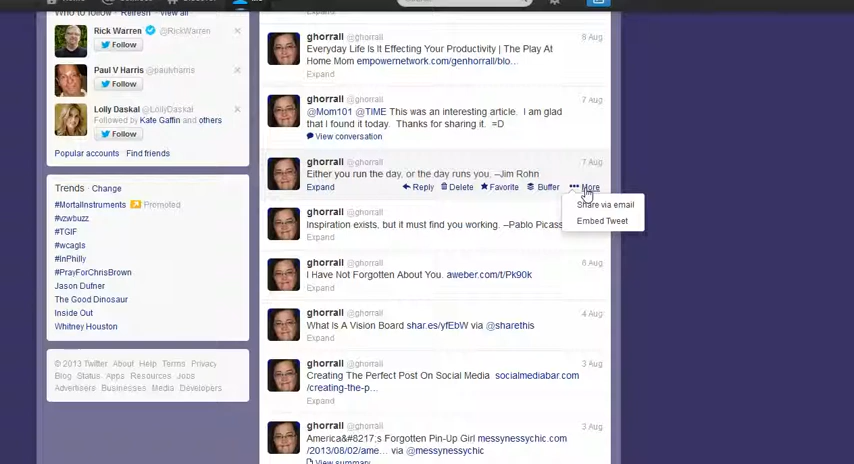 Who to follow · Refresh · View all
Rick Warren @RickWarren
Follow
Paul V Harris @paulvharris
Follow
Lolly Daskal @LollyDaskal
Followed by Kate Gaffin and others
Follow
Popular accounts · Find friends
Trends · Change
#MortalInstruments Promoted
#vzwbuzz
#TGIF
#wcagls
#InPhilly
#PrayForChrisBrown
Jason Dufner
The Good Dinosaur
Inside Out
Whitney Houston
© 2013 Twitter About Help Terms Privacy
Blog Status Apps Resources Jobs
Advertisers Businesses Media Developers
Expand
ghorrall @ghorrall 8 Aug
Everyday Life Is It Effecting Your Productivity | The Play At
Home Mom empowernetwork.com/genhorrall/blo...
Expand
ghorrall @ghorrall 7 Aug
@Mom101 @TIME This was an interesting article. I am glad
that I found it today. Thanks for sharing it. =D
View conversation
ghorrall @ghorrall 7 Aug
Either you run the day, or the day runs you. –Jim Rohn
Expand Reply Delete Favorite Buffer More
Share via email
Embed Tweet
ghorrall @ghorrall
Inspiration exists, but it must find you working. –Pablo Picass
Expand
ghorrall @ghorrall 6 Aug
I Have Not Forgotten About You. aweber.com/t/Pk90k
Expand
ghorrall @ghorrall 4 Aug
What Is A Vision Board shar.es/yfEbW via @sharethis
Expand
ghorrall @ghorrall 3 Aug
Creating The Perfect Post On Social Media socialmediabar.com
/creating-the-p...
Expand
ghorrall @ghorrall 3 Aug
America&#8217;s Forgotten Pin-Up Girl messynessychic.com
/2013/08/02/ame... via @messynessychic
View summary